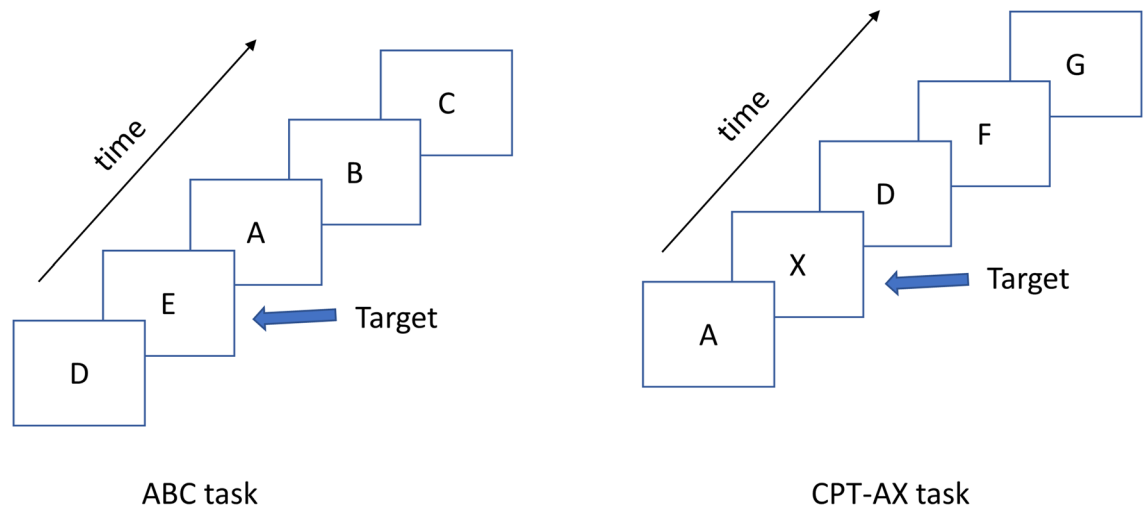 time
C
B
A
E
Target
D
ABC task
time
G
F
D
X
Target
A
CPT-AX task